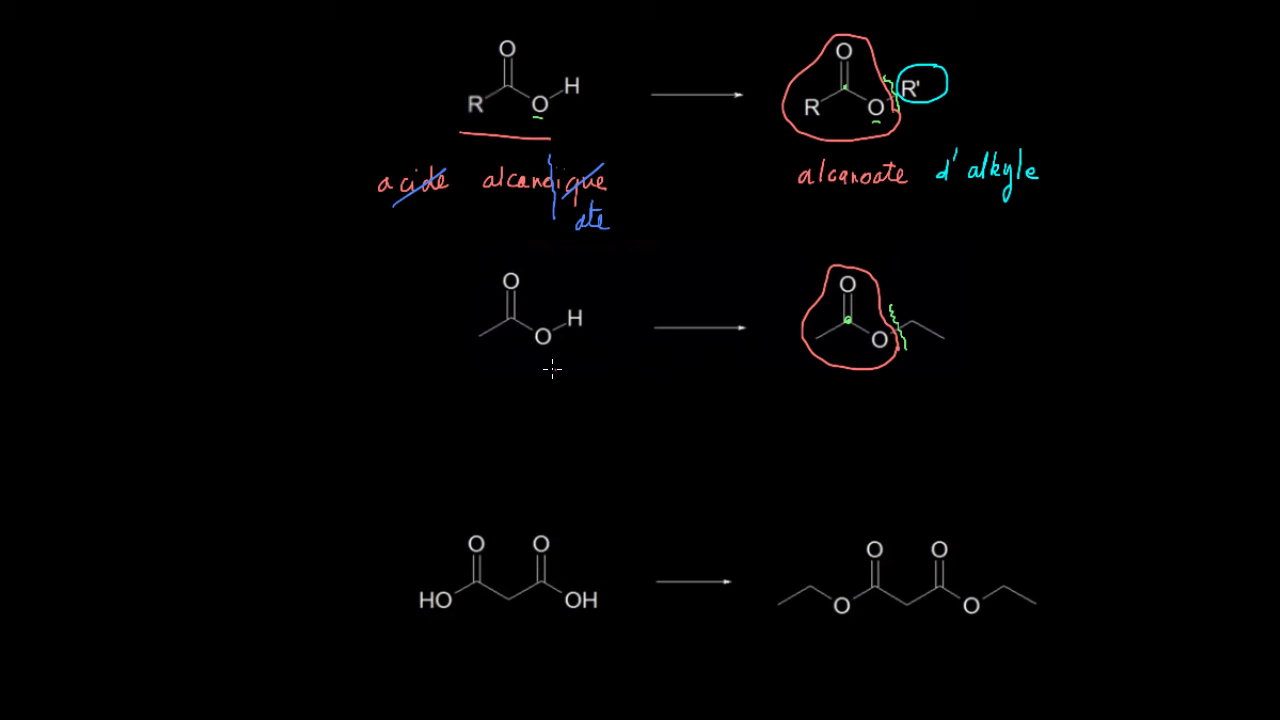 O O
R O H R O R'
acide alcanoïque alcanoate d'alkyle
ate
O O
O H O
O O O O
HO OH O O